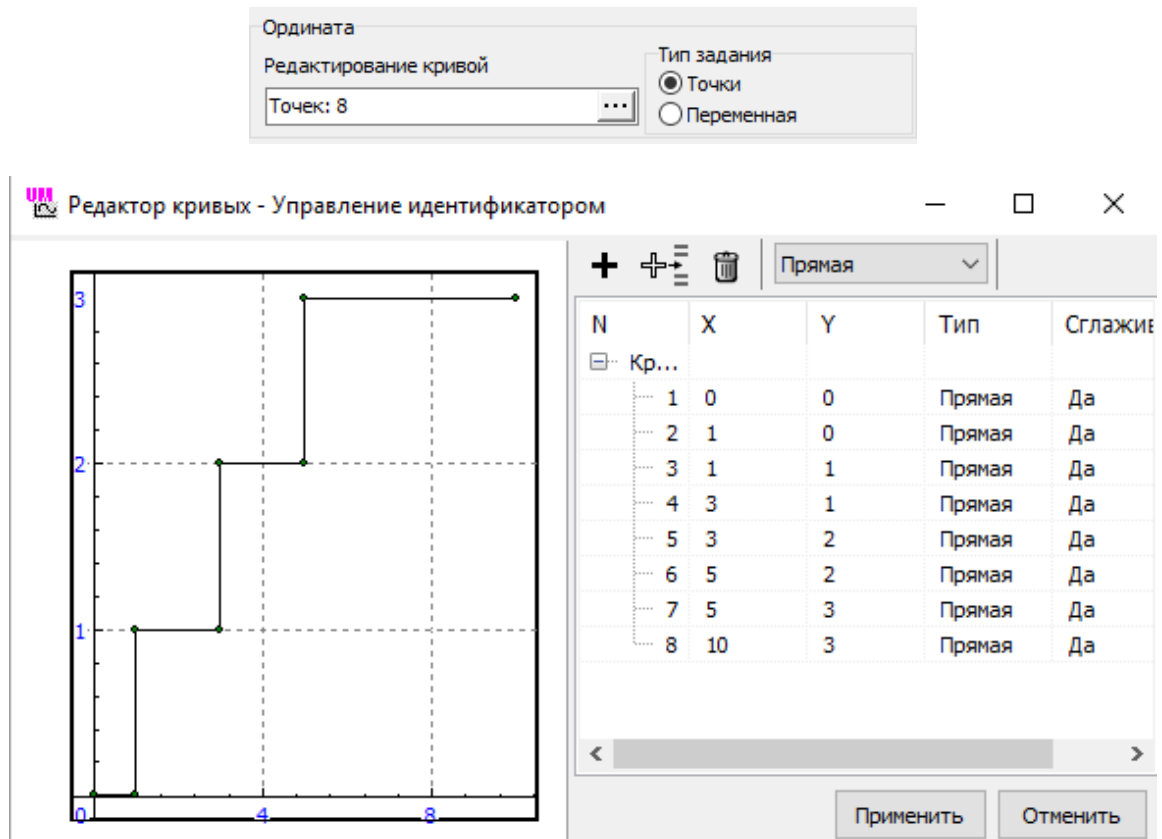 Ордината
Редактирование кривой
Точек: 8 ...
Тип задания
Точки
Переменная
UM Редактор кривых - Управление идентификатором
Прямая
3
2
1
0 4 8
N X Y Тип Сглажив
Кр...
1 0 0 Прямая Да
2 1 0 Прямая Да
3 1 1 Прямая Да
4 3 1 Прямая Да
5 3 2 Прямая Да
6 5 2 Прямая Да
7 5 3 Прямая Да
8 10 3 Прямая Да
Применить Отменить